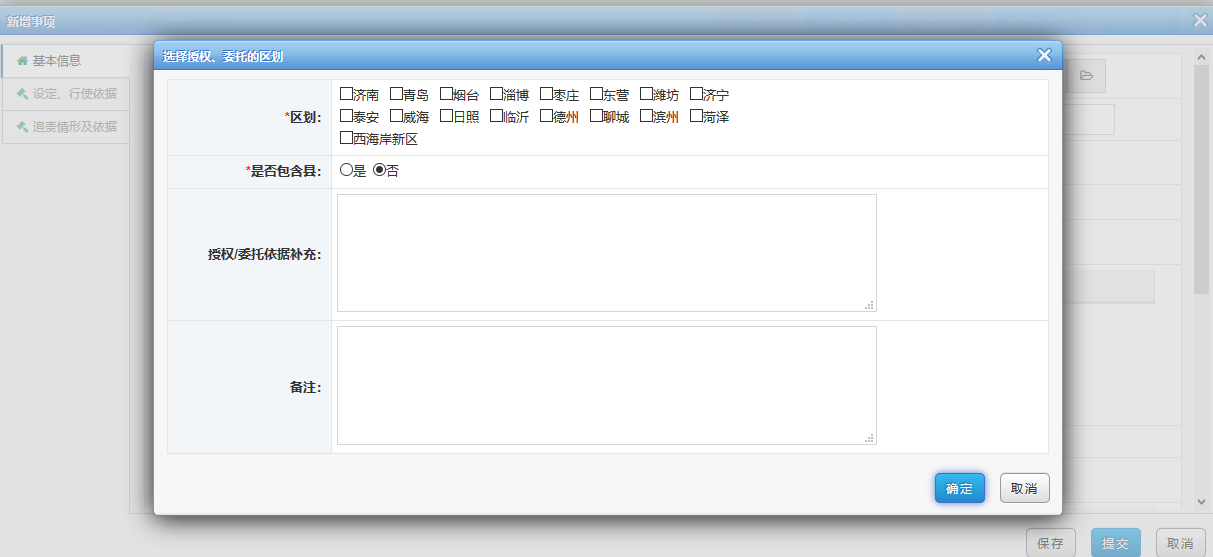 新增事项
基本信息
设定、行使依据
追责情形及依据
选择授权、委托的区划
*区划：
济南 青岛 烟台 淄博 枣庄 东营 潍坊 济宁
泰安 威海 日照 临沂 德州 聊城 滨州 菏泽
西海岸新区
*是否包含县：
是 否
授权/委托依据补充：
备注：
确定 取消
保存 提交 取消